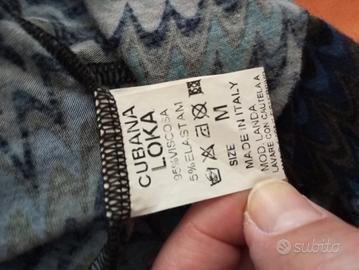 CUBANA
LOKA
95%VISCOSA
5%ELASTAM
SIZE M
MADE IN ITALY
MOD. LANDA
LAVARE CON CAUTELA A
subito